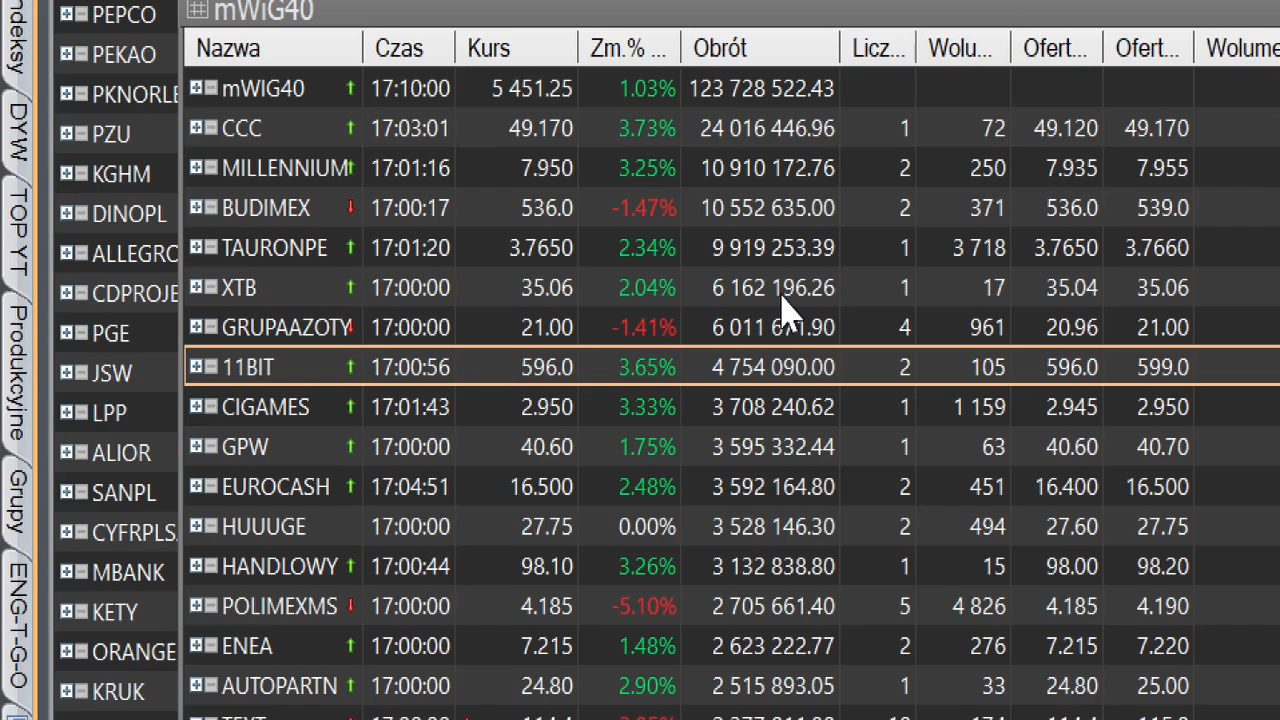 ndeksy
DYW
TOP YT
Produkcyjne
Grupy
ENG-T-G-O
PEPCO
PEKAO
PKNORLE
PZU
KGHM
DINOPL
ALLEGRO
CDPROJE
PGE
JSW
LPP
ALIOR
SANPL
CYFRPLS
MBANK
KETY
ORANGE
KRUK
mWiG40
Nazwa Czas Kurs Zm.% ... Obrót Licz... Wolu... Ofert... Ofert... Wolume
mWIG40 17:10:00 5 451.25 1.03% 123 728 522.43
CCC 17:03:01 49.170 3.73% 24 016 446.96 1 72 49.120 49.170
MILLENNIUM 17:01:16 7.950 3.25% 10 910 172.76 2 250 7.935 7.955
BUDIMEX 17:00:17 536.0 -1.47% 10 552 635.00 2 371 536.0 539.0
TAURONPE 17:01:20 3.7650 2.34% 9 919 253.39 1 3 718 3.7650 3.7660
XTB 17:00:00 35.06 2.04% 6 162 196.26 1 17 35.04 35.06
GRUPAAZOTY 17:00:00 21.00 -1.41% 6 011 671.90 4 961 20.96 21.00
11BIT 17:00:56 596.0 3.65% 4 754 090.00 2 105 596.0 599.0
CIGAMES 17:01:43 2.950 3.33% 3 708 240.62 1 1 159 2.945 2.950
GPW 17:00:00 40.60 1.75% 3 595 332.44 1 63 40.60 40.70
EUROCASH 17:04:51 16.500 2.48% 3 592 164.80 2 451 16.400 16.500
HUUUGE 17:00:00 27.75 0.00% 3 528 146.30 2 494 27.60 27.75
HANDLOWY 17:00:44 98.10 3.26% 3 132 838.80 1 15 98.00 98.20
POLIMEXMS 17:00:00 4.185 -5.10% 2 705 661.40 5 4 826 4.185 4.190
ENEA 17:00:00 7.215 1.48% 2 623 222.77 2 276 7.215 7.220
AUTOPARTN 17:00:00 24.80 2.90% 2 515 893.05 1 33 24.80 25.00